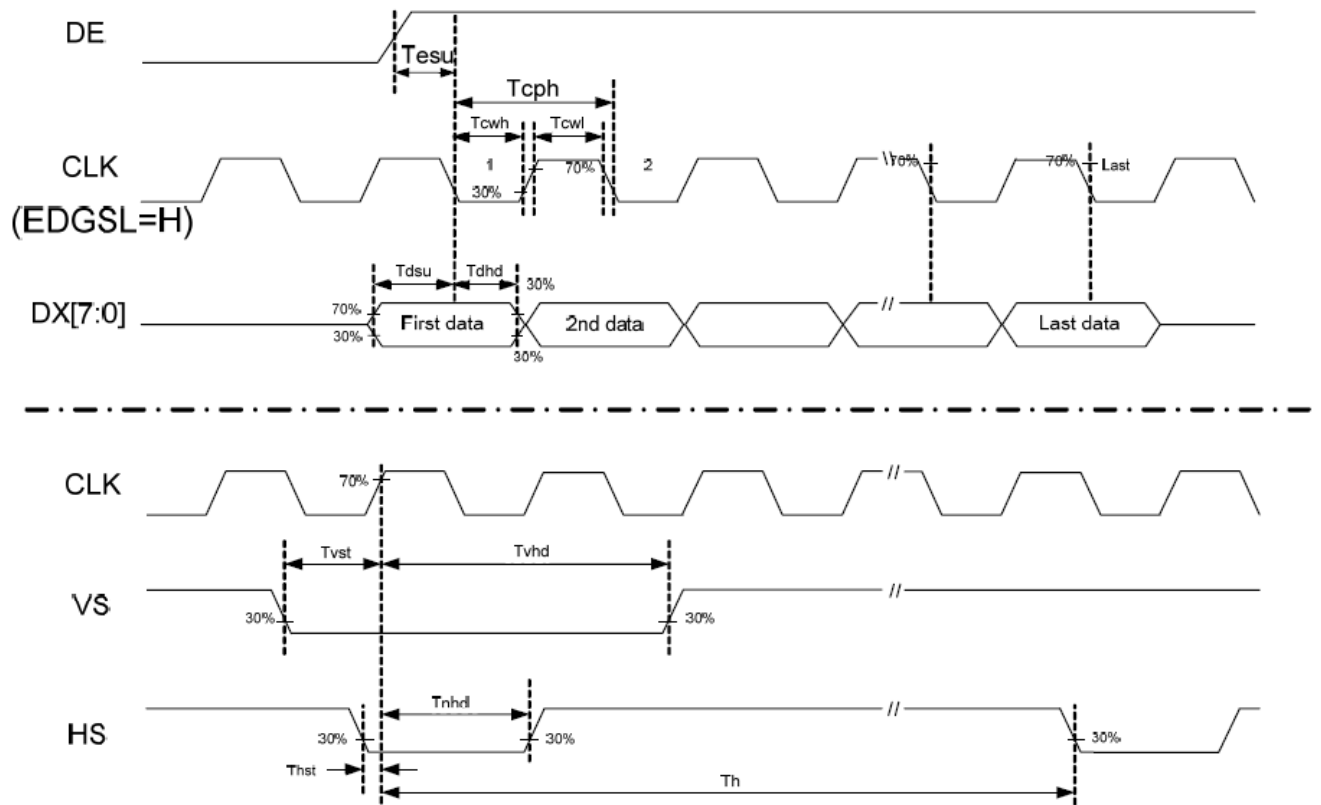 DE
Tesu
Tcph
Tcwh
Tcwl
CLK
(EDGSL=H)
1
30%
70%
2
\\
70%
70%
Last
Tdsu
Tdhd
30%
DX[7:0]
70%
30%
First data
30%
2nd data
//
Last data
CLK
70%
//
Tvst
Tvhd
VS
30%
30%
//
HS
30%
30%
//
30%
Thst
Th